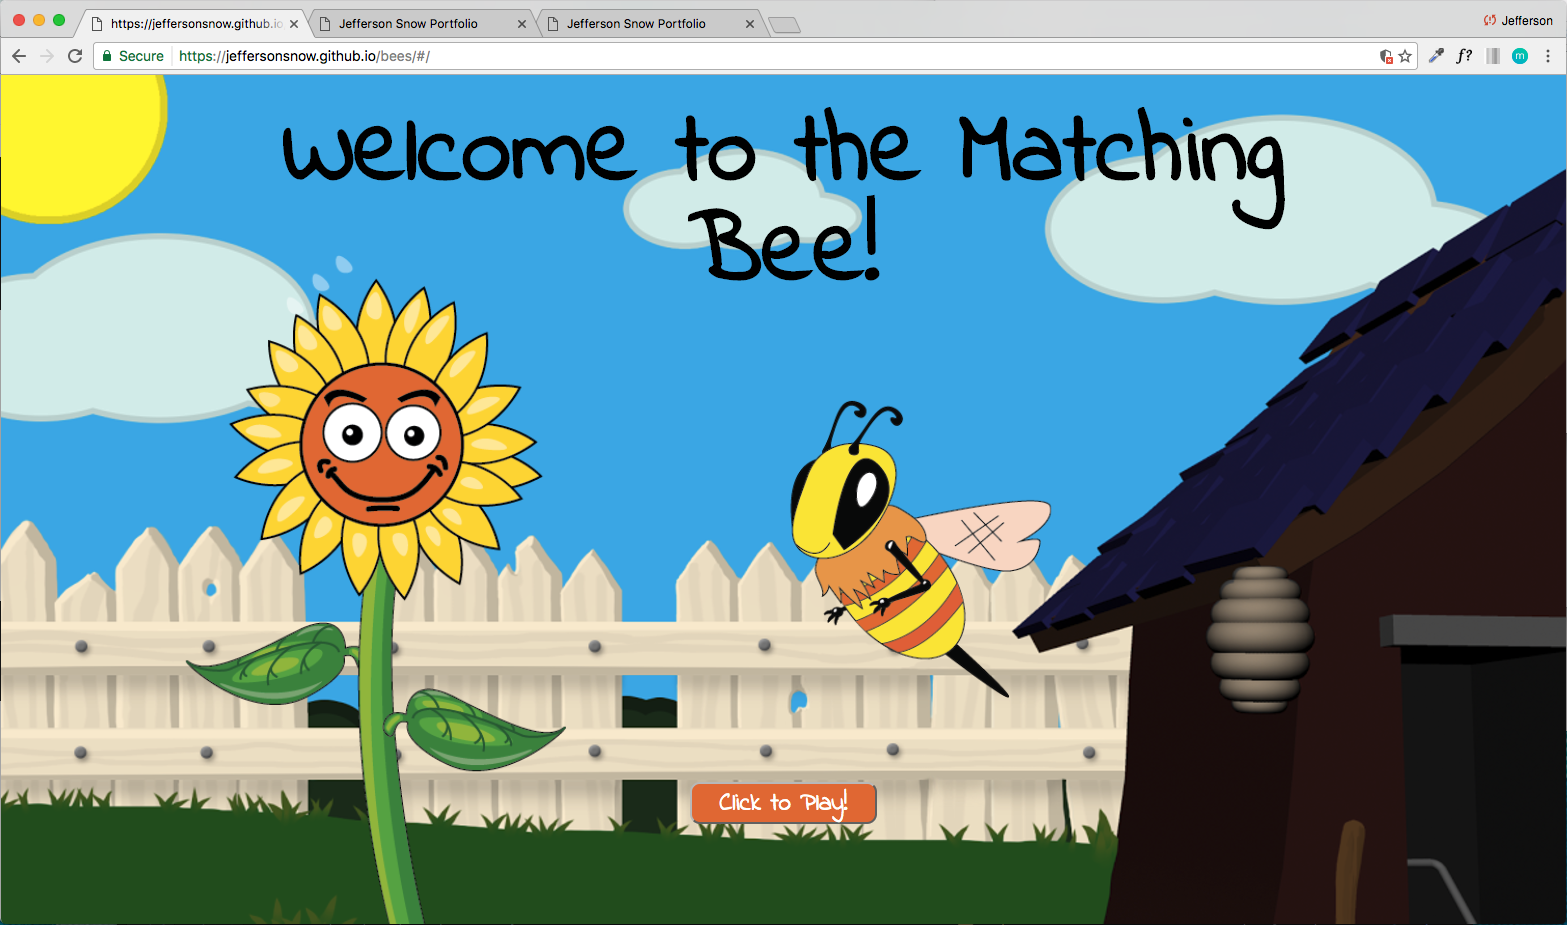 https://jeffersonsnow.github.io
Jefferson Snow Portfolio
Jefferson Snow Portfolio
Jefferson
Secure
https://jeffersonsnow.github.io/bees/#/
f?
m
Welcome to the Matching
Bee!
Click to Play!